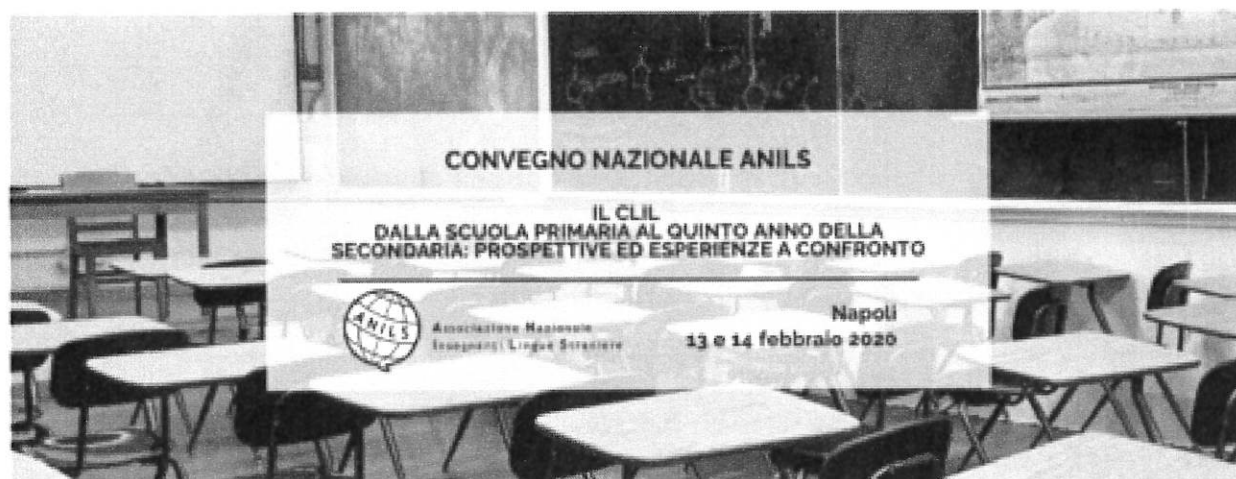 CONVEGNO NAZIONALE ANILS
IL CLIL
DALLA SCUOLA PRIMARIA AL QUINTO ANNO DELLA
SECONDARIA: PROSPETTIVE ED ESPERIENZE A CONFRONTO
ANILS
Associazione Nazionale
Insegnanti Lingue Straniere
Napoli
13 e 14 febbraio 2020